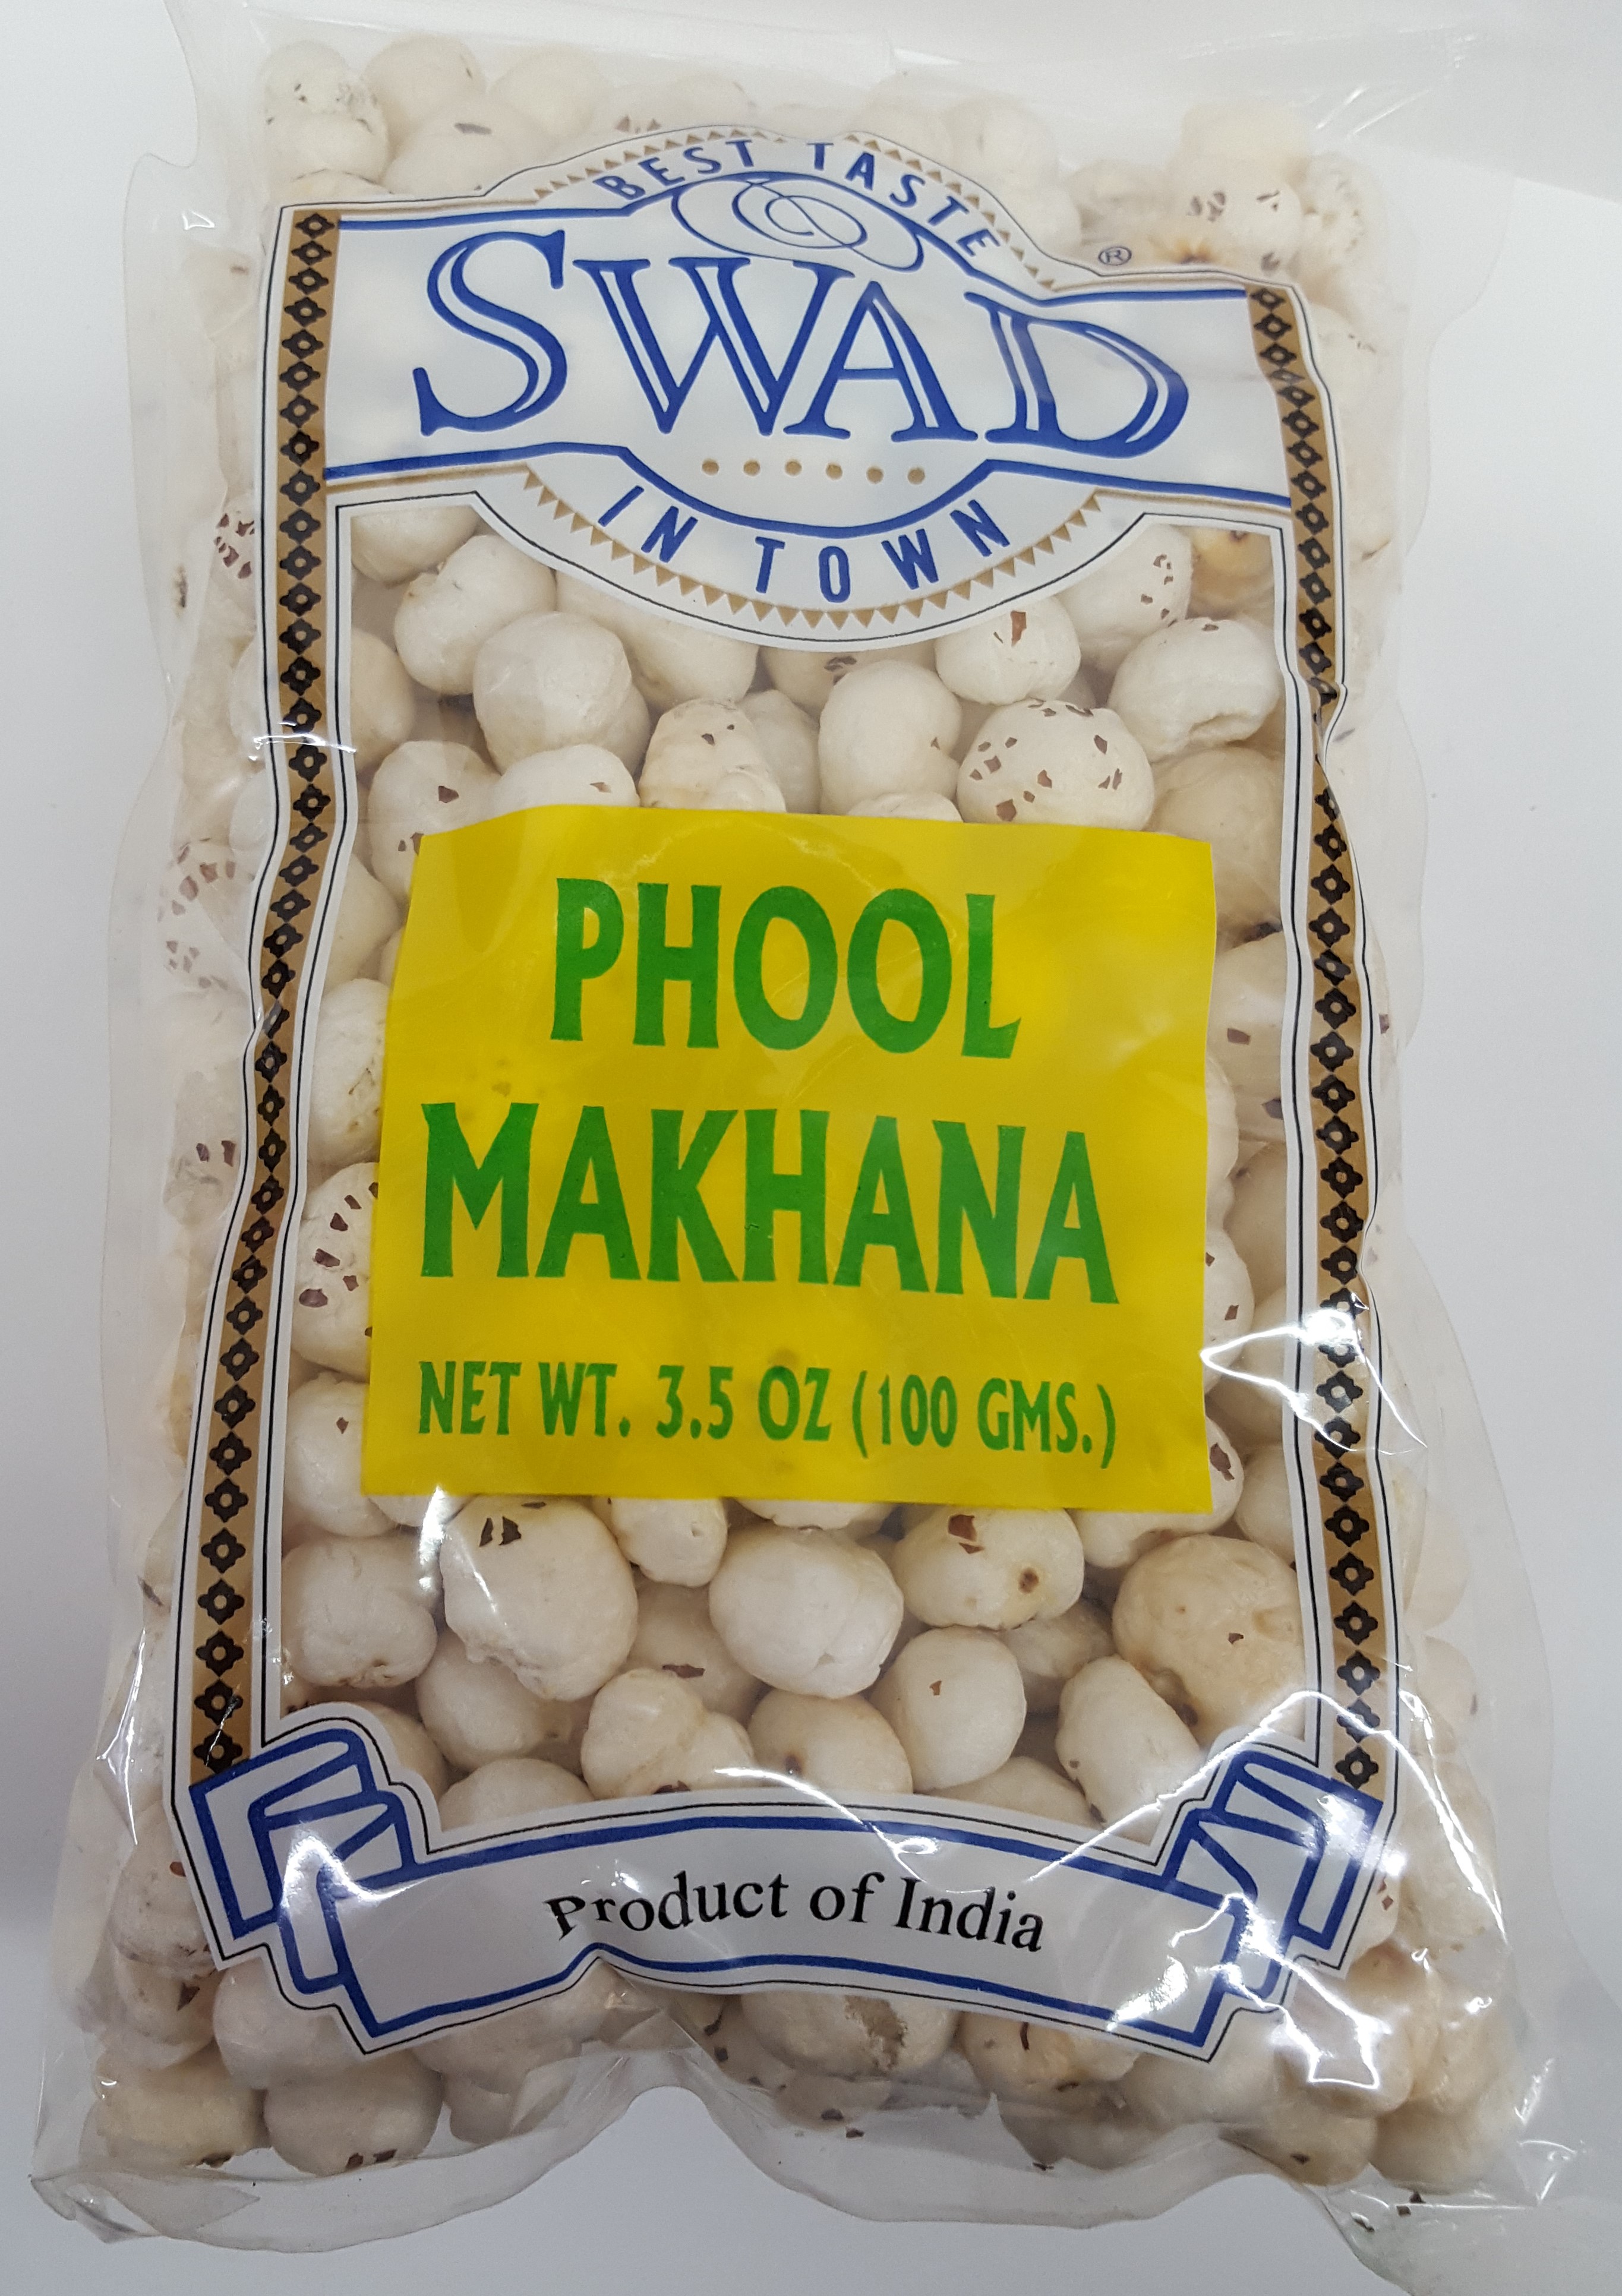 BEST TASTE
SWAD®
IN TOWN
PHOOL
MAKHANA
NET WT. 3.5 OZ (100 GMS.)
Product of India